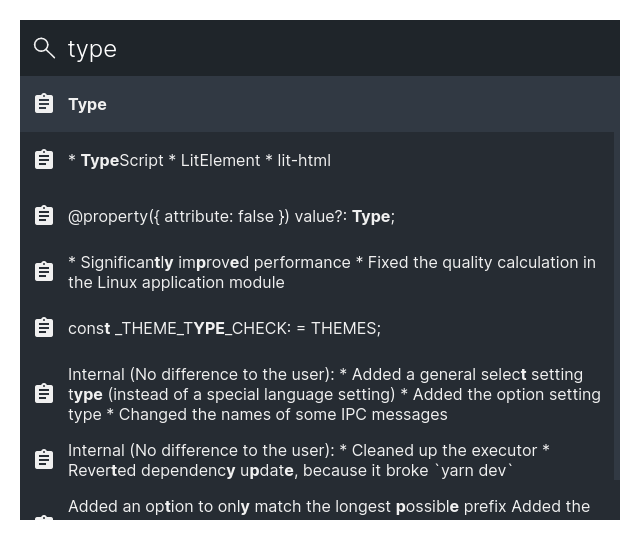 type
Type
* TypeScript * LitElement * lit-html
@property({ attribute: false }) value?: Type;
* Significantly improved performance * Fixed the quality calculation in
the Linux application module
const _THEME_TYPE_CHECK: = THEMES;
Internal (No difference to the user): * Added a general select setting
type (instead of a special language setting) * Added the option setting
type * Changed the names of some IPC messages
Internal (No difference to the user): * Cleaned up the executor *
Reverted dependency update, because it broke `yarn dev`
Added an option to only match the longest possible prefix Added the